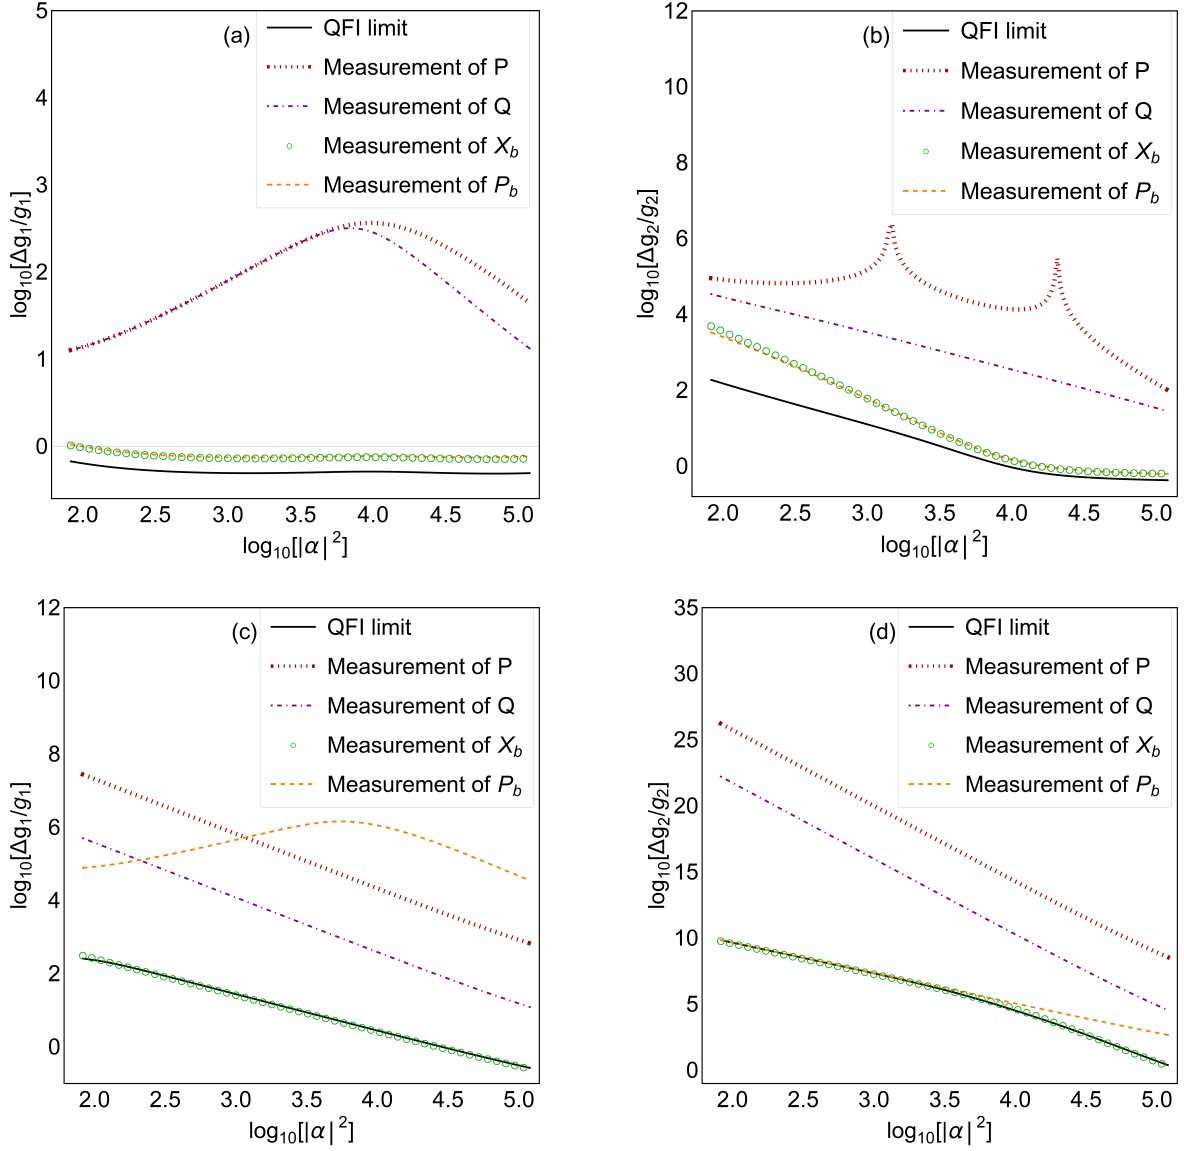 (a)
QFI limit
Measurement of P
Measurement of Q
Measurement of X_b
Measurement of P_b
5
4
3
2
1
0
log₁₀[Δg₁/g₁]
2.0 2.5 3.0 3.5 4.0 4.5 5.0
log₁₀[|α|²]
(b)
QFI limit
Measurement of P
Measurement of Q
Measurement of X_b
Measurement of P_b
12
10
8
6
4
2
0
log₁₀[Δg₂/g₂]
2.0 2.5 3.0 3.5 4.0 4.5 5.0
log₁₀[|α|²]
(c)
QFI limit
Measurement of P
Measurement of Q
Measurement of X_b
Measurement of P_b
12
10
8
6
4
2
0
log₁₀[Δg₁/g₁]
2.0 2.5 3.0 3.5 4.0 4.5 5.0
log₁₀[|α|²]
(d)
QFI limit
Measurement of P
Measurement of Q
Measurement of X_b
Measurement of P_b
35
30
25
20
15
10
5
0
log₁₀[Δg₂/g₂]
2.0 2.5 3.0 3.5 4.0 4.5 5.0
log₁₀[|α|²]